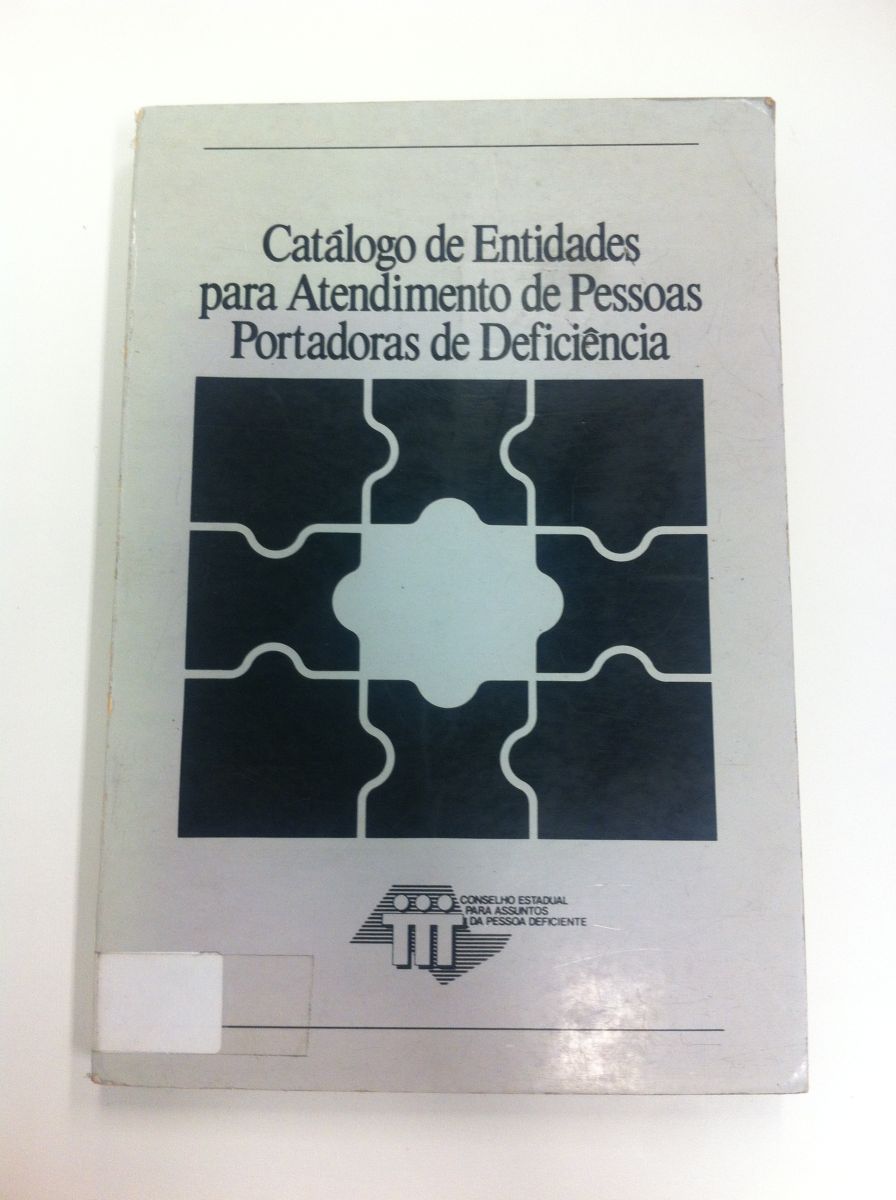 Catálogo de Entidades
para Atendimento de Pessoas
Portadoras de Deficiência
CONSELHO ESTADUAL
PARA ASSUNTOS
DA PESSOA DEFICIENTE